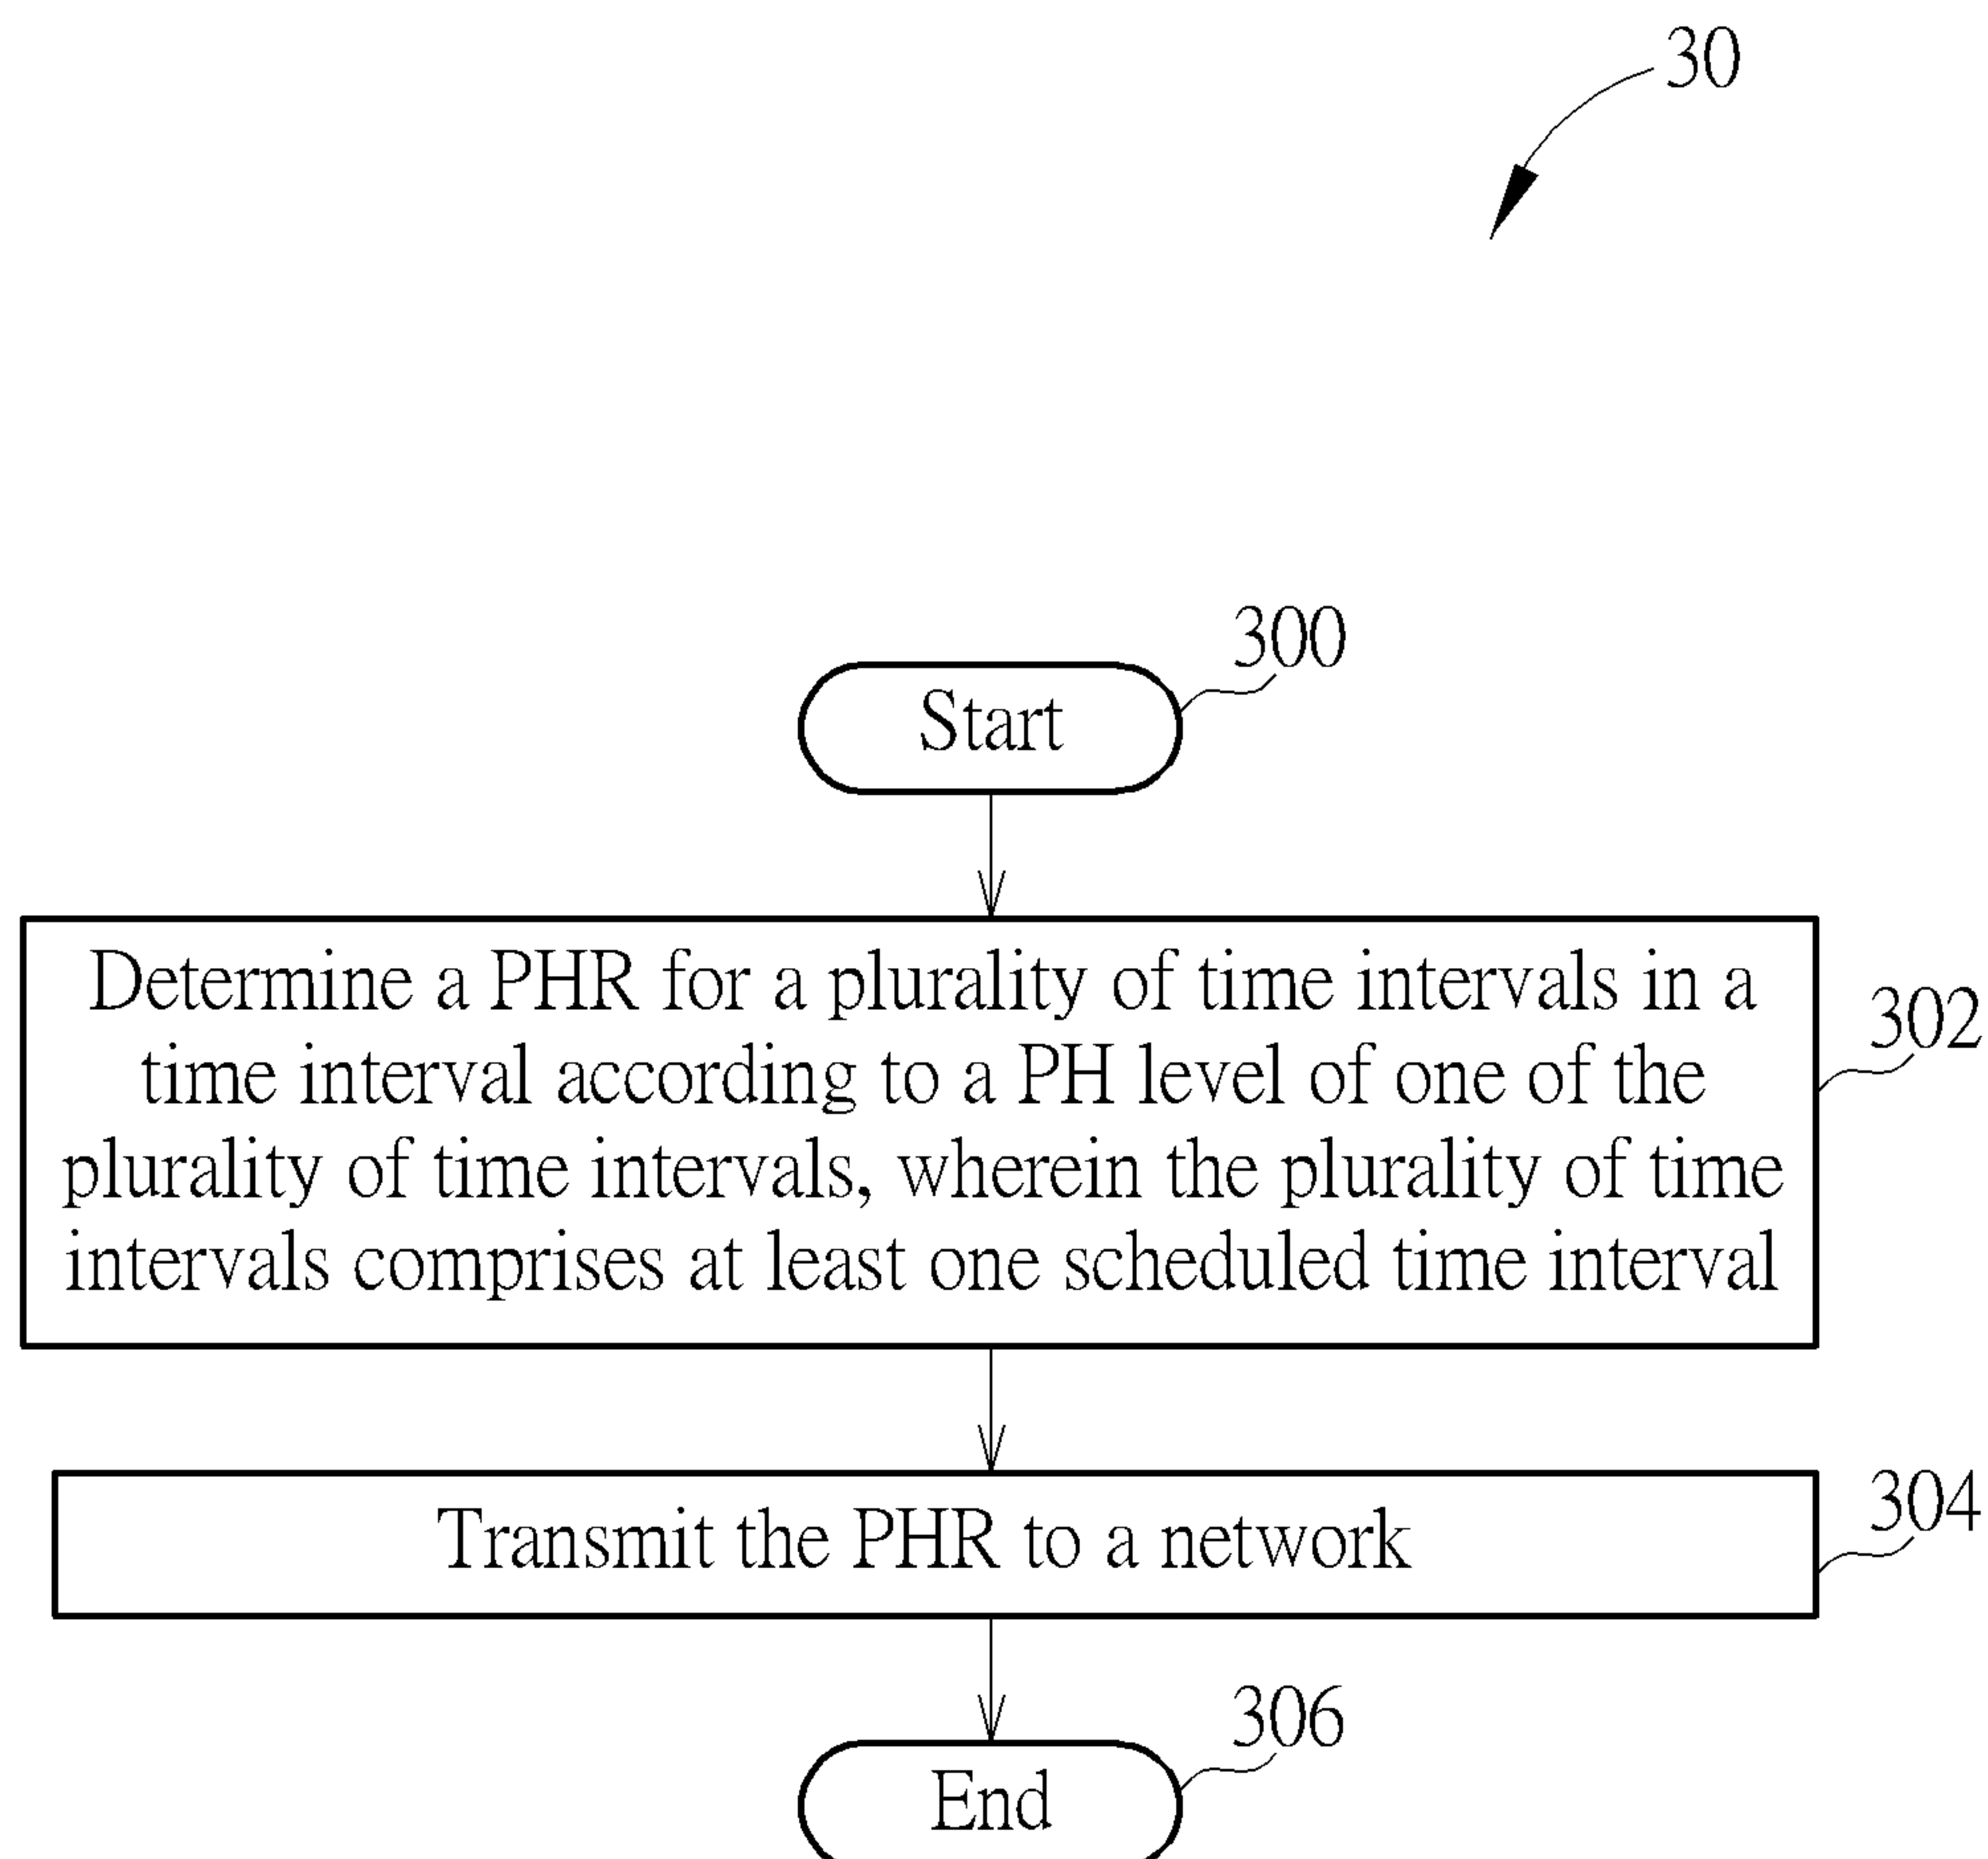 30
300
Start
Determine a PHR for a plurality of time intervals in a
time interval according to a PH level of one of the
plurality of time intervals, wherein the plurality of time
intervals comprises at least one scheduled time interval
302
Transmit the PHR to a network
304
306
End